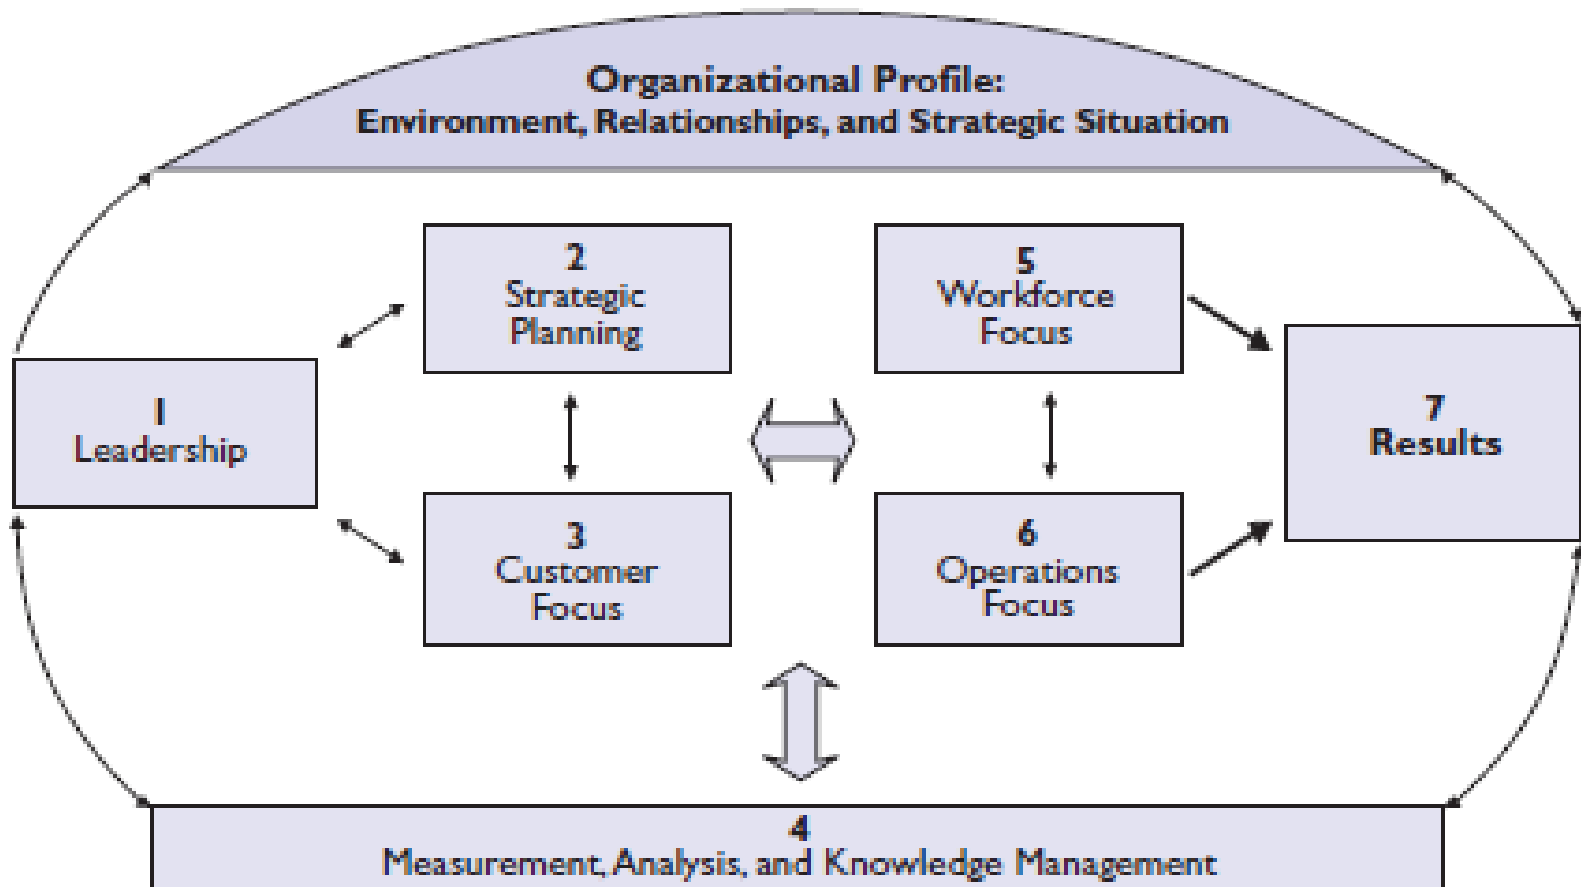 Organizational Profile:
Environment, Relationships, and Strategic Situation
2
Strategic
Planning
5
Workforce
Focus
1
Leadership
7
Results
3
Customer
Focus
6
Operations
Focus
4
Measurement, Analysis, and Knowledge Management